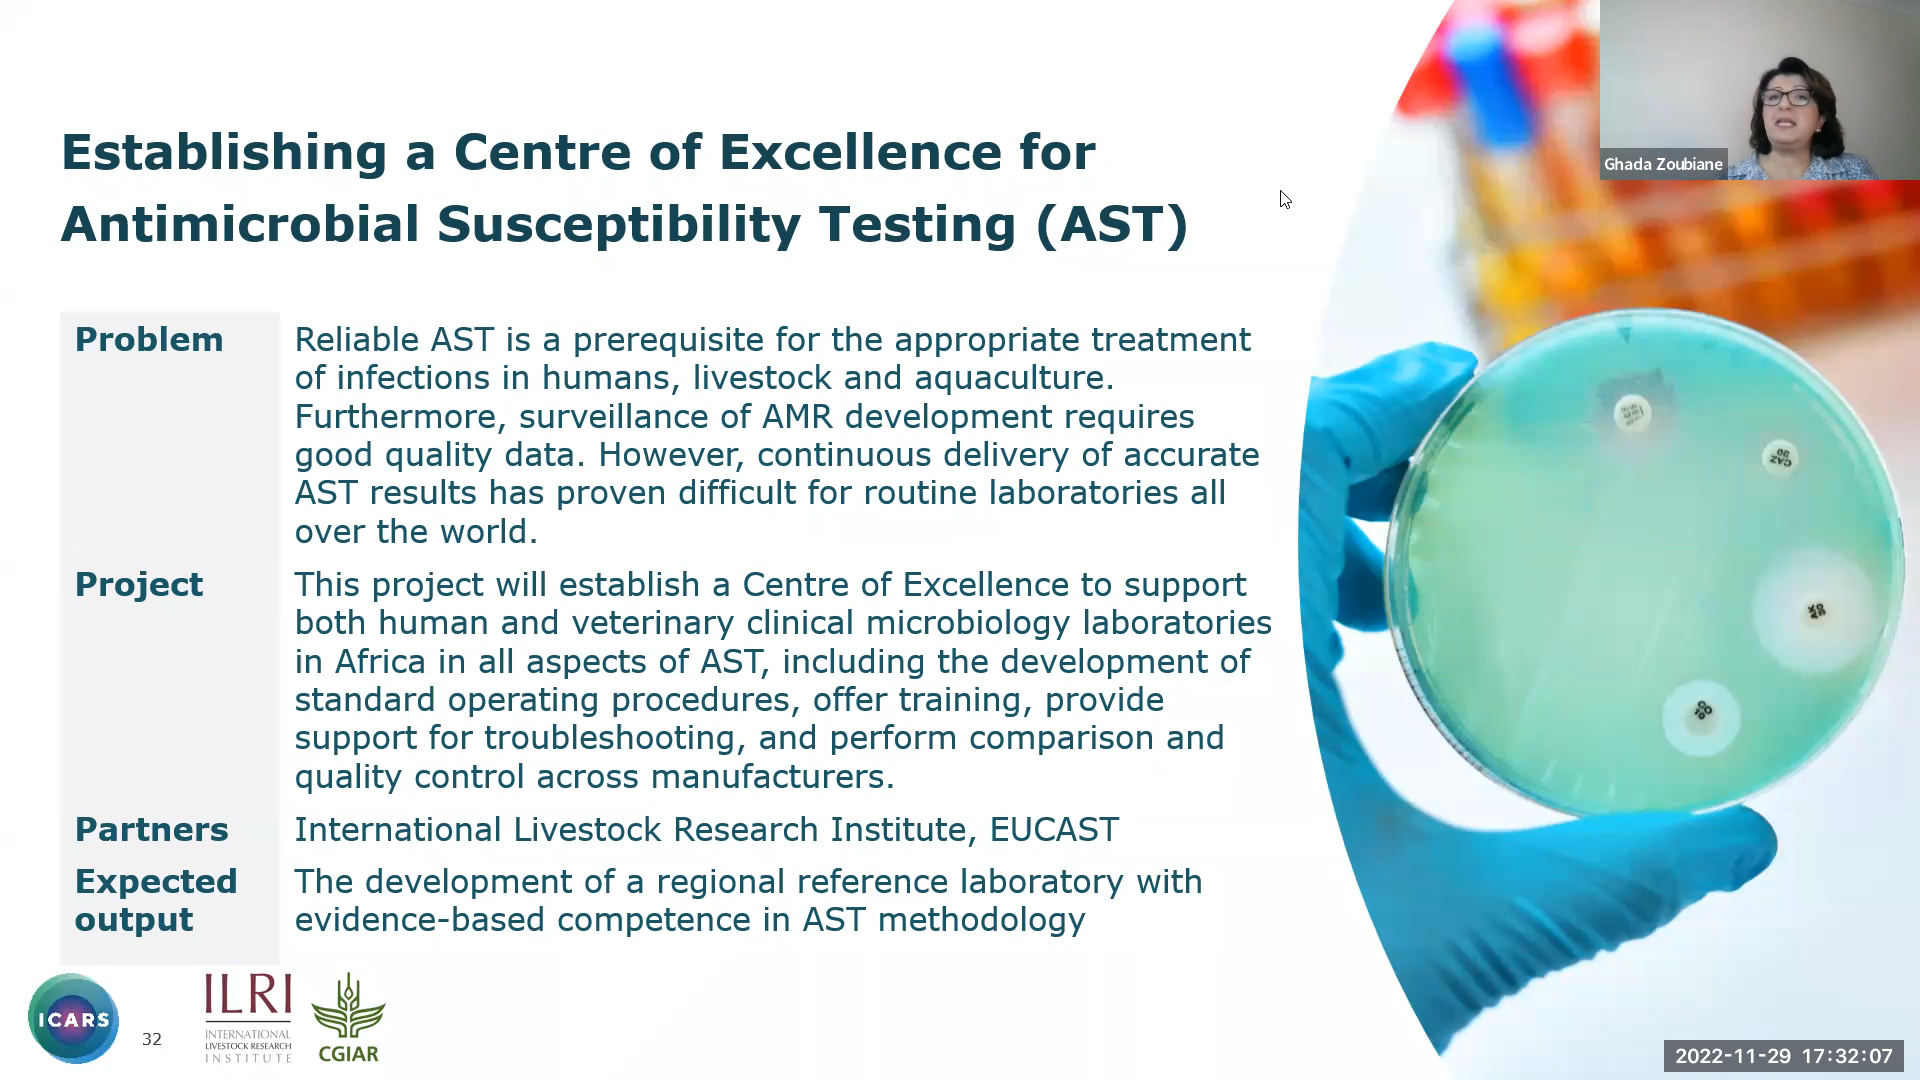 Establishing a Centre of Excellence for
Antimicrobial Susceptibility Testing (AST)
Ghada Zoubiane
Problem
Reliable AST is a prerequisite for the appropriate treatment
of infections in humans, livestock and aquaculture.
Furthermore, surveillance of AMR development requires
good quality data. However, continuous delivery of accurate
AST results has proven difficult for routine laboratories all
over the world.
Project
This project will establish a Centre of Excellence to support
both human and veterinary clinical microbiology laboratories
in Africa in all aspects of AST, including the development of
standard operating procedures, offer training, provide
support for troubleshooting, and perform comparison and
quality control across manufacturers.
Partners
International Livestock Research Institute, EUCAST
Expected
output
The development of a regional reference laboratory with
evidence-based competence in AST methodology
CAZ
30
ICARS
32
ILRI
INTERNATIONAL
LIVESTOCK RESEARCH
INSTITUTE
CGIAR
2022-11-29 17:32:07